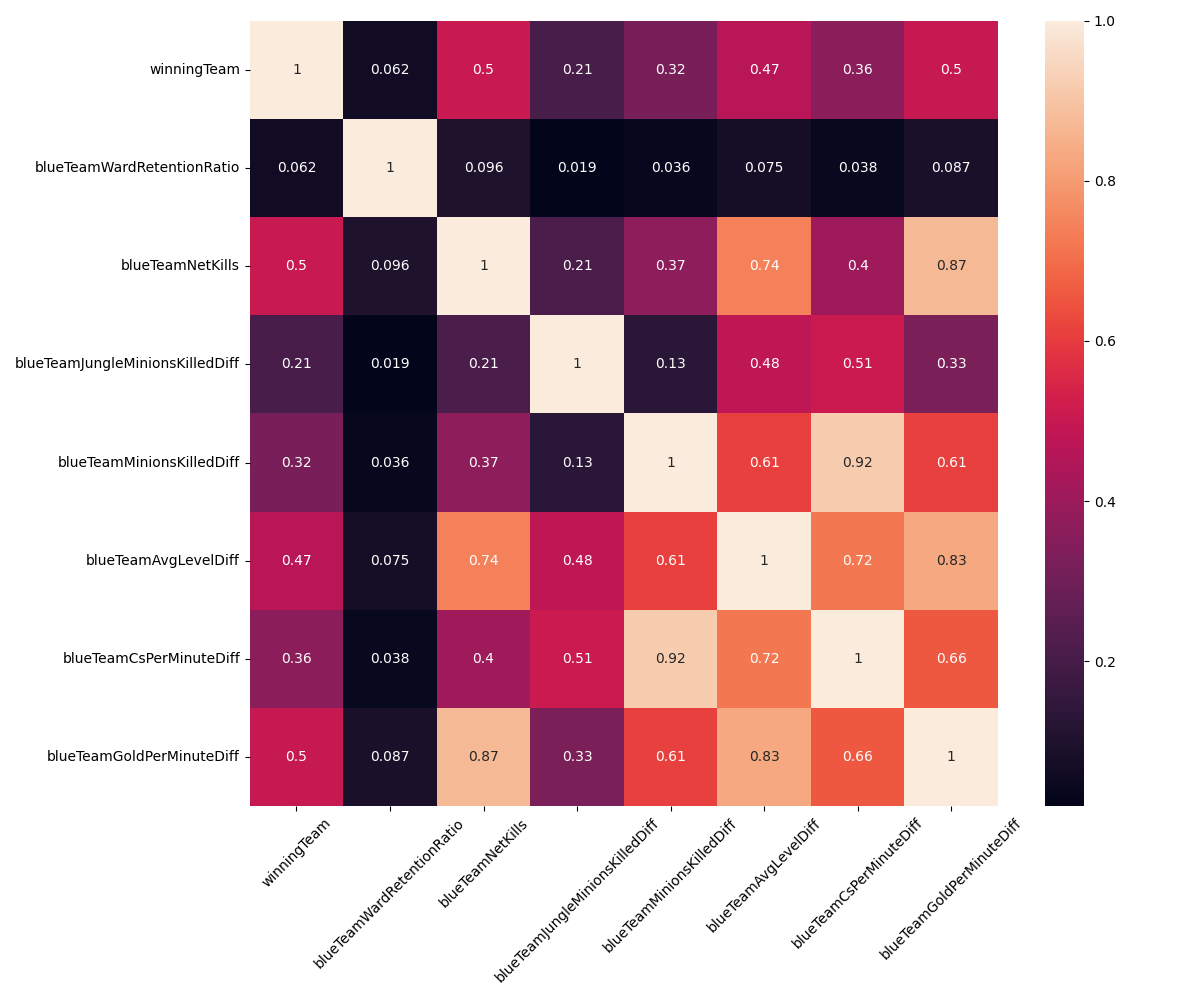 winningTeam 1 0.062 0.5 0.21 0.32 0.47 0.36 0.5
blueTeamWardRetentionRatio 0.062 1 0.096 0.019 0.036 0.075 0.038 0.087
blueTeamNetKills 0.5 0.096 1 0.21 0.37 0.74 0.4 0.87
blueTeamJungleMinionsKilledDiff 0.21 0.019 0.21 1 0.13 0.48 0.51 0.33
blueTeamMinionsKilledDiff 0.32 0.036 0.37 0.13 1 0.61 0.92 0.61
blueTeamAvgLevelDiff 0.47 0.075 0.74 0.48 0.61 1 0.72 0.83
blueTeamCsPerMinuteDiff 0.36 0.038 0.4 0.51 0.92 0.72 1 0.66
blueTeamGoldPerMinuteDiff 0.5 0.087 0.87 0.33 0.61 0.83 0.66 1
winningTeam
blueTeamWardRetentionRatio
blueTeamNetKills
blueTeamJungleMinionsKilledDiff
blueTeamMinionsKilledDiff
blueTeamAvgLevelDiff
blueTeamCsPerMinuteDiff
blueTeamGoldPerMinuteDiff
1.0
0.8
0.6
0.4
0.2